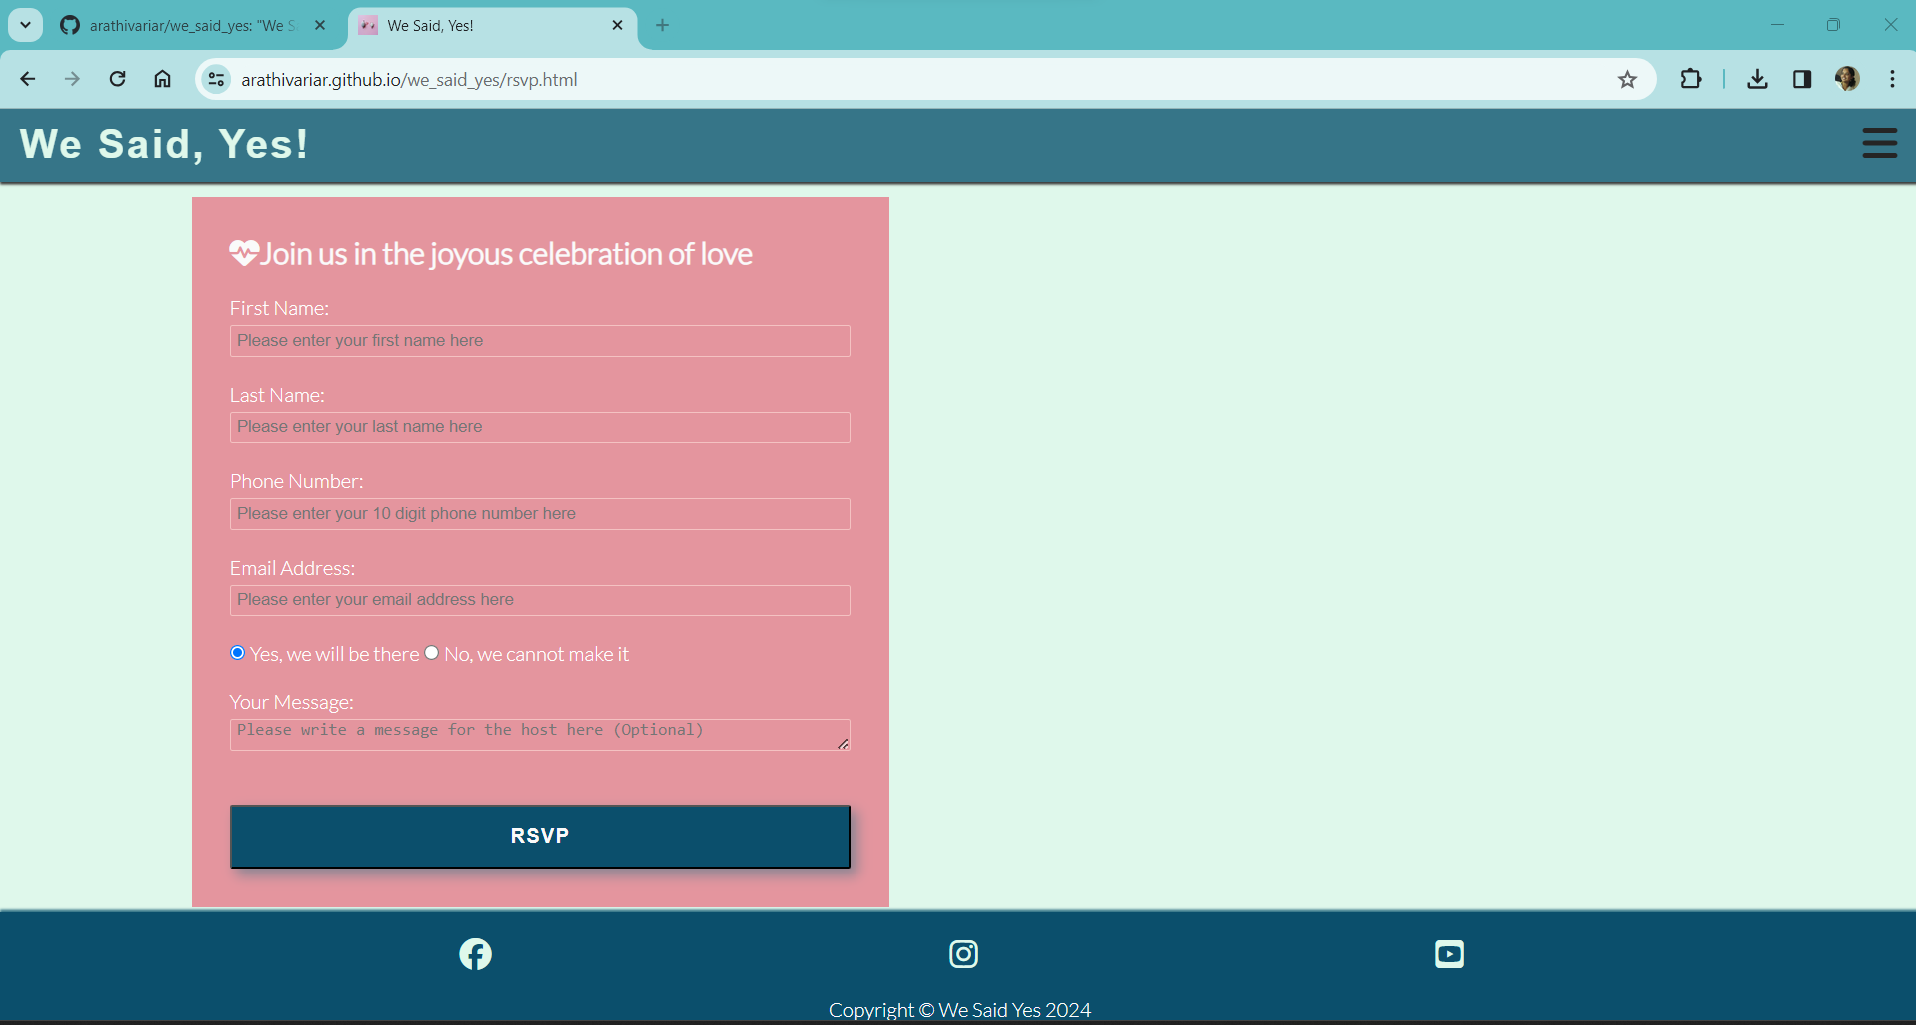 arathivariar/we_said_yes: "We S
We Said, Yes!
arathivariar.github.io/we_said_yes/rsvp.html
We Said, Yes!
Join us in the joyous celebration of love
First Name:
Please enter your first name here
Last Name:
Please enter your last name here
Phone Number:
Please enter your 10 digit phone number here
Email Address:
Please enter your email address here
Yes, we will be there No, we cannot make it
Your Message:
Please write a message for the host here (Optional)
RSVP
Copyright © We Said Yes 2024